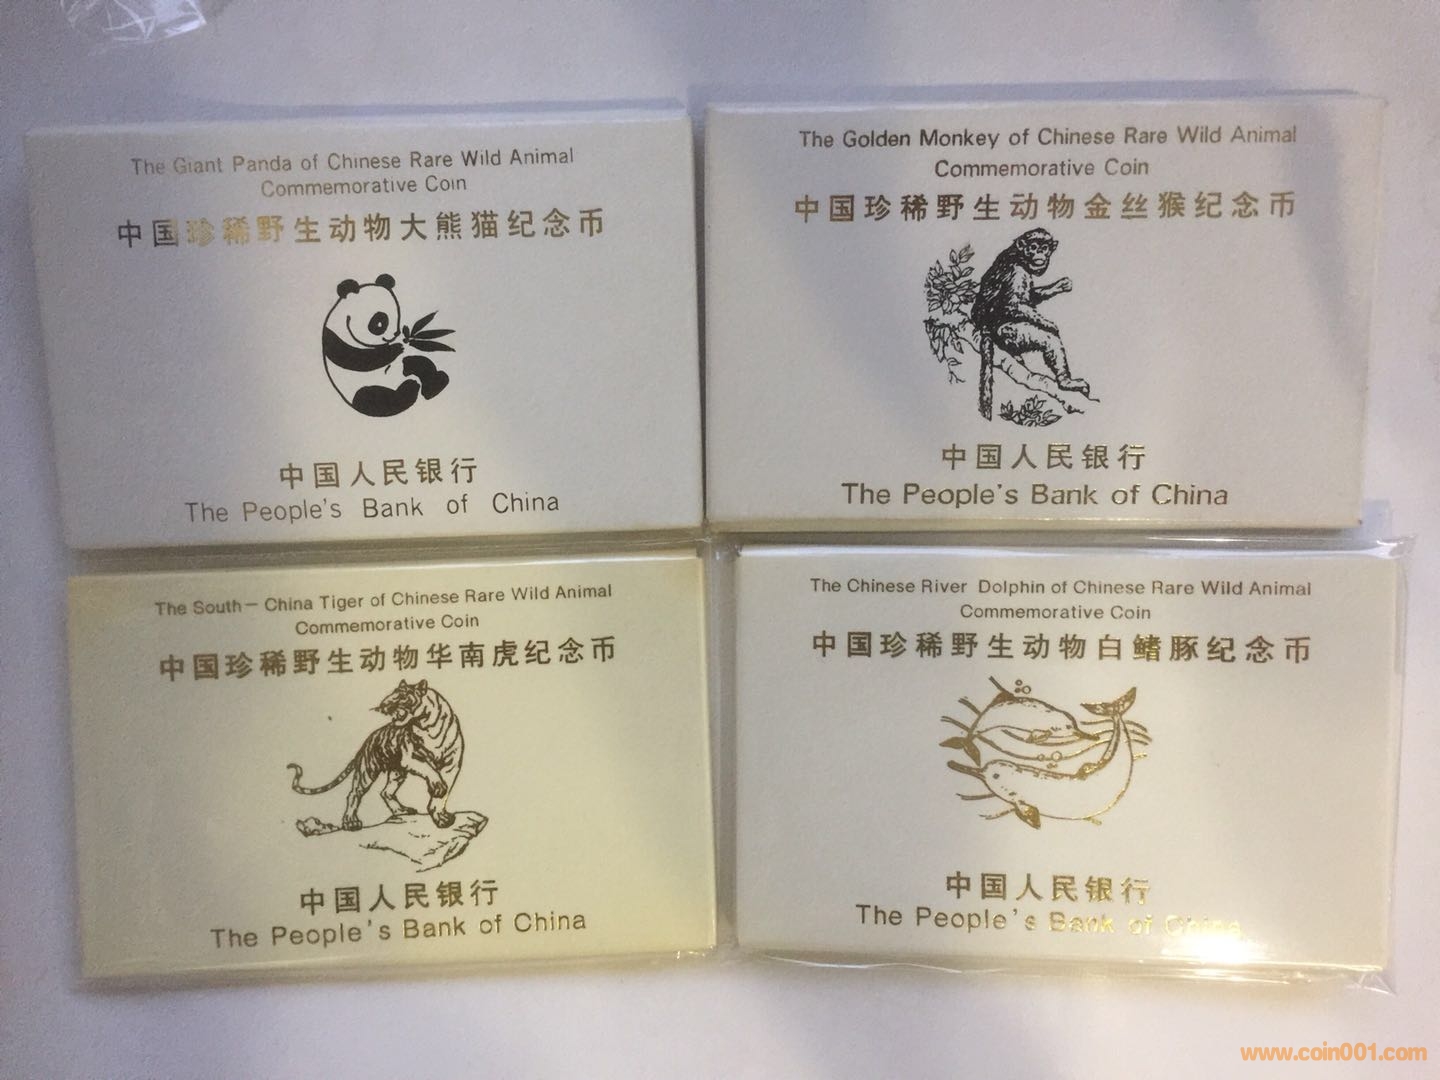 The Giant Panda of Chinese Rare Wild Animal
Commemorative Coin
中国珍稀野生动物大熊猫纪念币
中国人民银行
The People's Bank of China
The Golden Monkey of Chinese Rare Wild Animal
Commemorative Coin
中国珍稀野生动物金丝猴纪念币
中国人民银行
The People's Bank of China
The South-China Tiger of Chinese Rare Wild Animal
Commemorative Coin
中国珍稀野生动物华南虎纪念币
中国人民银行
The People's Bank of China
The Chinese River Dolphin of Chinese Rare Wild Animal
Commemorative Coin
中国珍稀野生动物白鳍豚纪念币
中国人民银行
The People's Bank of China
www.coin001.com